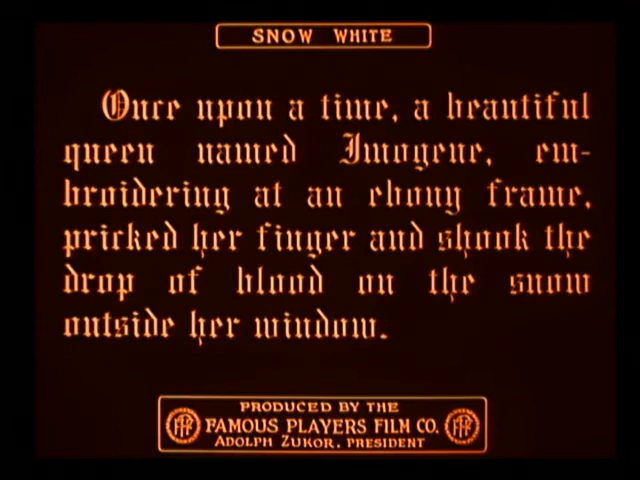 SNOW WHITE
Once upon a time, a beautiful
queen named Imogene, em-
broidering at an ebony frame,
pricked her finger and shook the
drop of blood on the snow
outside her window.
PRODUCED BY THE
FAMOUS PLAYERS FILM CO.
ADOLPH ZUKOR, PRESIDENT